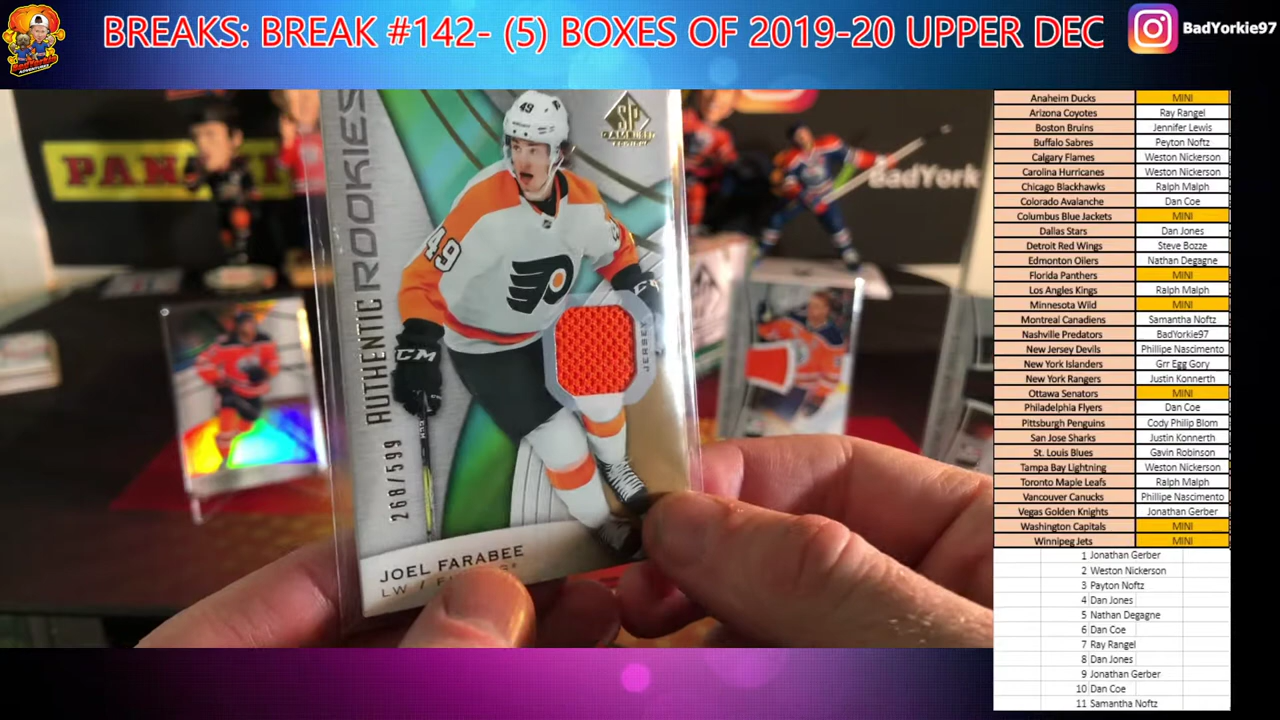 BREAKS: BREAK #142- (5) BOXES OF 2019-20 UPPER DEC
BadYorkie97
PANINI
BadYork
49
49
SP
AUTHENTIC ROOKIES
268/599
JERSEY
CCM
JOEL FARABEE
LW /
Anaheim Ducks MINI
Arizona Coyotes Ray Rangel
Boston Bruins Jennifer Lewis
Buffalo Sabres Peyton Noftz
Calgary Flames Weston Nickerson
Carolina Hurricanes Weston Nickerson
Chicago Blackhawks Ralph Malph
Colorado Avalanche Dan Coe
Columbus Blue Jackets MINI
Dallas Stars Dan Jones
Detroit Red Wings Steve Bozze
Edmonton Oilers Nathan Degagne
Florida Panthers MINI
Los Angles Kings Ralph Malph
Minnesota Wild MINI
Montreal Canadiens Samantha Noftz
Nashville Predators BadYorkie97
New Jersey Devils Phillipe Nascimento
New York Islanders Grr Egg Gory
New York Rangers Justin Konnerth
Ottawa Senators MINI
Philadelphia Flyers Dan Coe
Pittsburgh Penguins Cody Philip Blom
San Jose Sharks Justin Konnerth
St. Louis Blues Gavin Robinson
Tampa Bay Lightning Weston Nickerson
Toronto Maple Leafs Ralph Malph
Vancouver Canucks Phillipe Nascimento
Vegas Golden Knights Jonathan Gerber
Washington Capitals MINI
Winnipeg Jets MINI
1 Jonathan Gerber
2 Weston Nickerson
3 Payton Noftz
4 Dan Jones
5 Nathan Degagne
6 Dan Coe
7 Ray Rangel
8 Dan Jones
9 Jonathan Gerber
10 Dan Coe
11 Samantha Noftz